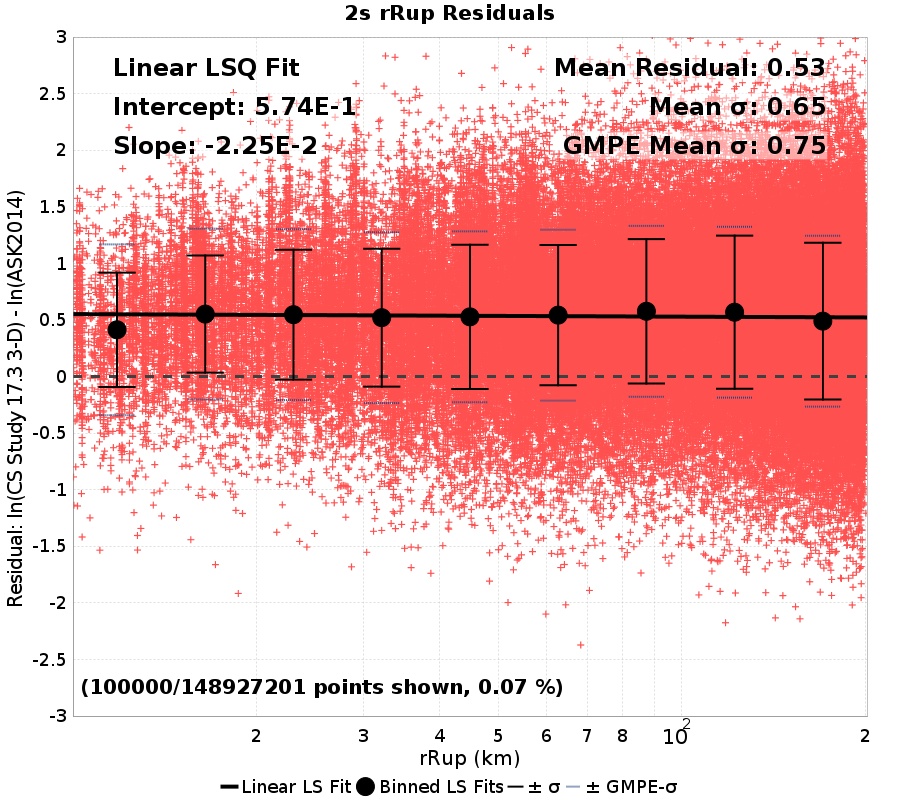 2s rRup Residuals
Linear LSQ Fit
Intercept: 5.74E-1
Slope: -2.25E-2
Mean Residual: 0.53
Mean σ: 0.65
GMPE Mean σ: 0.75
3
2.5
2
1.5
1
0.5
0
-0.5
-1
-1.5
-2
-2.5
-3
Residual: ln(CS Study 17.3 3-D) - ln(ASK2014)
(100000/148927201 points shown, 0.07 %)
2 3 4 5 6 7 8 10² 2
rRup (km)
Linear LS Fit Binned LS Fits ± σ ± GMPE-σ